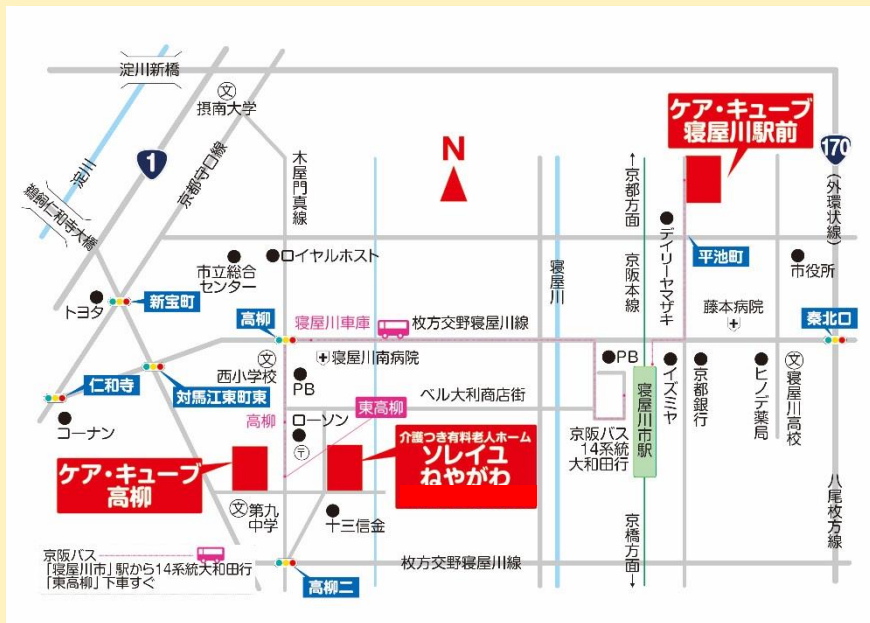 淀川新橋
摂南大学
淀川
1
京都守口線
鵜飼仁和寺大橋
木屋門真線
N
←京都方面
京阪本線
ケア・キューブ
寝屋川駅前
170
(外環状線)
平池町
デイリーヤマザキ
市役所
市立総合
センター
ロイヤルホスト
寝屋川
トヨタ
新宝町
高柳
寝屋川車庫
枚方交野寝屋川線
藤本病院
秦北口
西小学校
寝屋川南病院
PB
PB
イズミヤ
京都銀行
ヒノデ薬局
寝屋川高校
仁和寺
対馬江東町東
コーナン
高柳
ローソン
東高柳
ベル大利商店街
寝屋川市駅
京阪バス
14系統
大和田行
ケア・キューブ
高柳
介護つき有料老人ホーム
ソレイユ
ねやがわ
第九
中学
十三信金
京橋方面→
八尾枚方線
京阪バス
「寝屋川市」駅から14系統大和田行
「東高柳」下車すぐ
高柳二
枚方交野寝屋川線